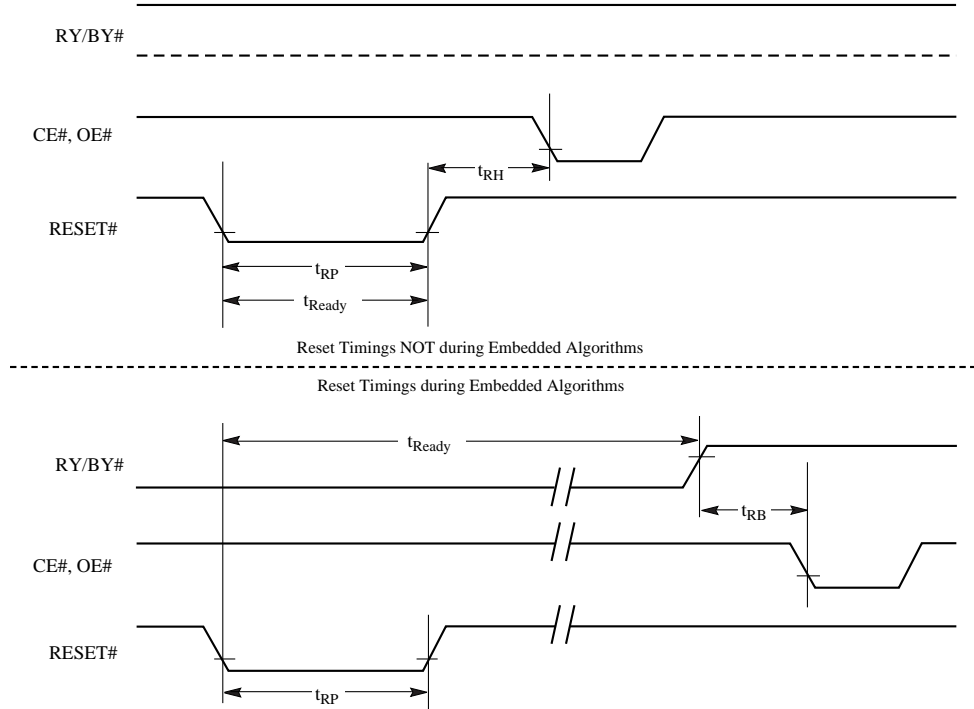 RY/BY#
CE#, OE#
tRH
RESET#
tRP
tReady
Reset Timings NOT during Embedded Algorithms
Reset Timings during Embedded Algorithms
tReady
RY/BY#
tRB
CE#, OE#
RESET#
tRP